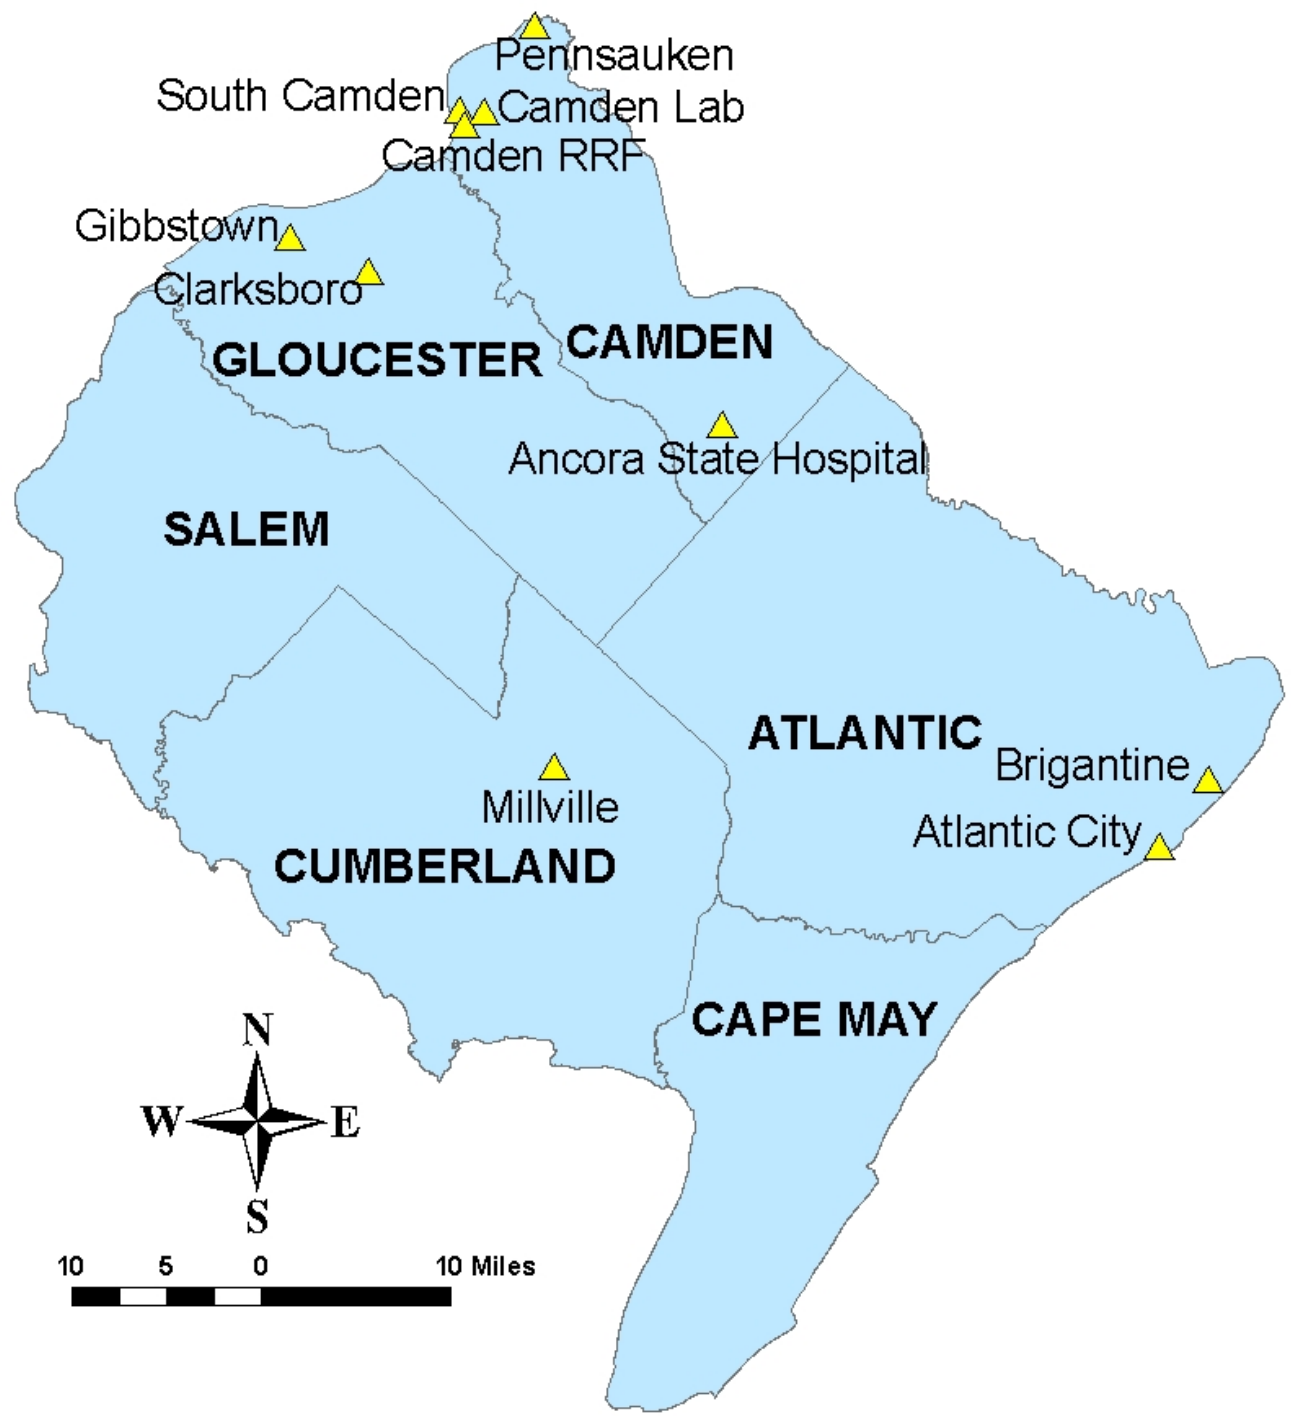 Pennsauken
South Camden
Camden Lab
Camden RRF
Gibbstown
Clarksboro
CAMDEN
GLOUCESTER
Ancora State Hospital
SALEM
ATLANTIC
Brigantine
Millville
Atlantic City
CUMBERLAND
CAPE MAY
N
W E
S
10 5 0 10 Miles